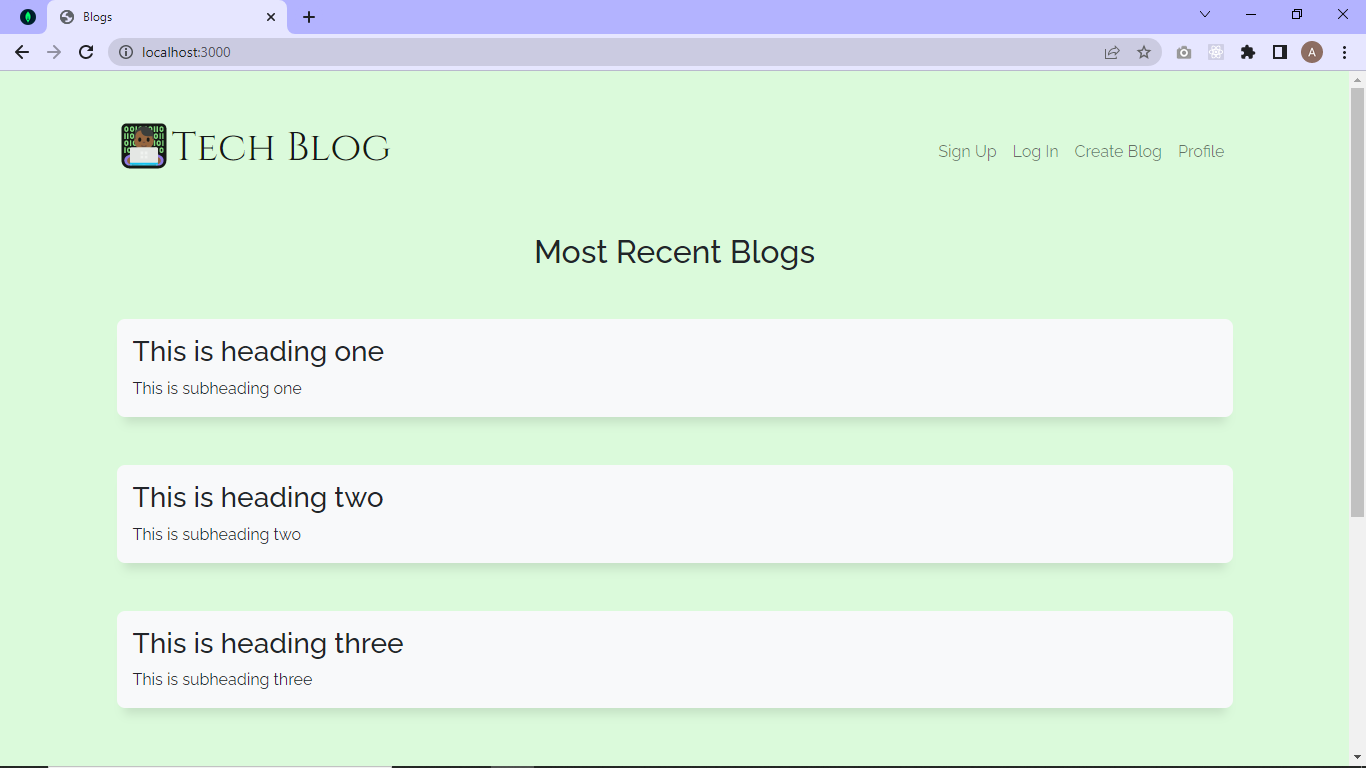 Blogs
localhost:3000
A
Tech Blog
Sign Up Log In Create Blog Profile
Most Recent Blogs
This is heading one
This is subheading one
This is heading two
This is subheading two
This is heading three
This is subheading three